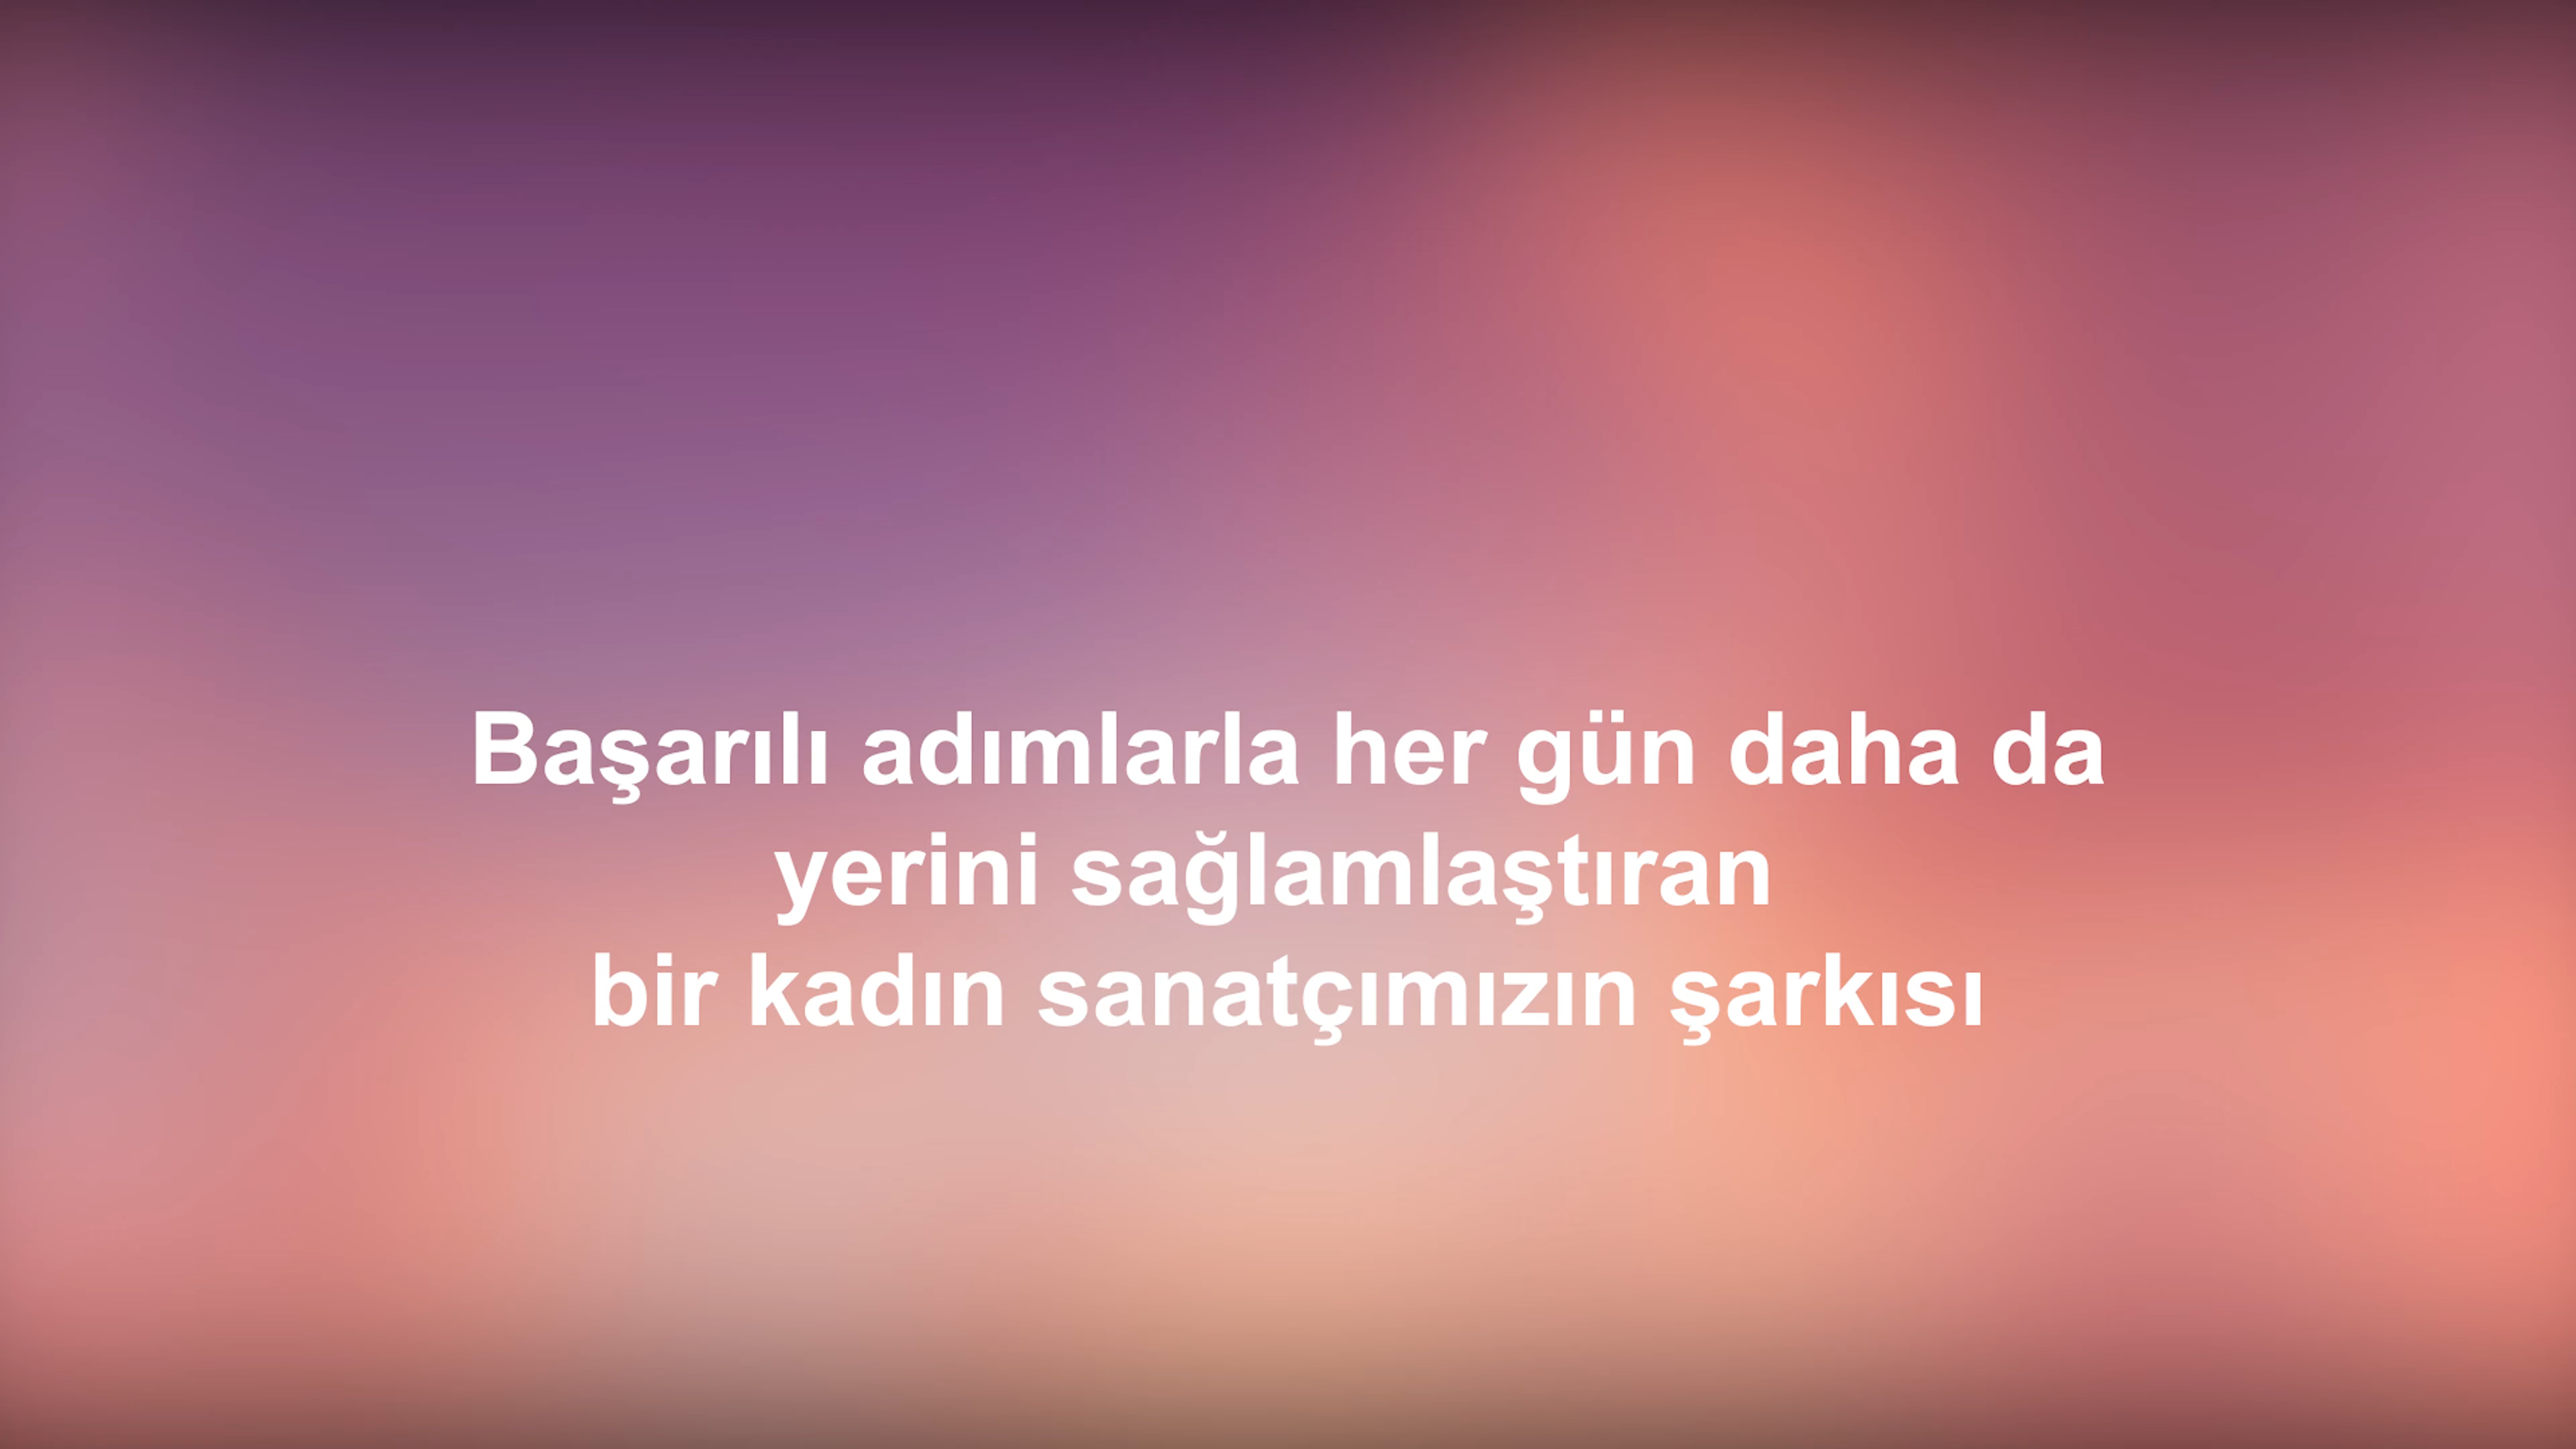 Başarılı adımlarla her gün daha da
yerini sağlamlaştıran
bir kadın sanatçımızın şarkısı